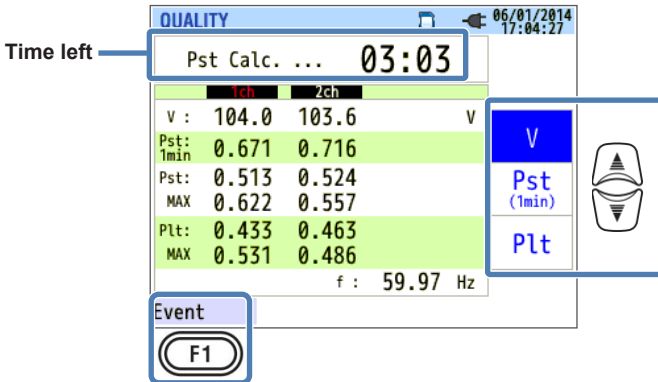 QUALITY
06/01/2014
17:04:27
Time left
Pst Calc. ... 03:03
1ch 2ch
V : 104.0 103.6 V
Pst: 1min 0.671 0.716
Pst: 0.513 0.524
MAX 0.622 0.557
Plt: 0.433 0.463
MAX 0.531 0.486
f : 59.97 Hz
V
Pst
(1min)
Plt
Event
F1